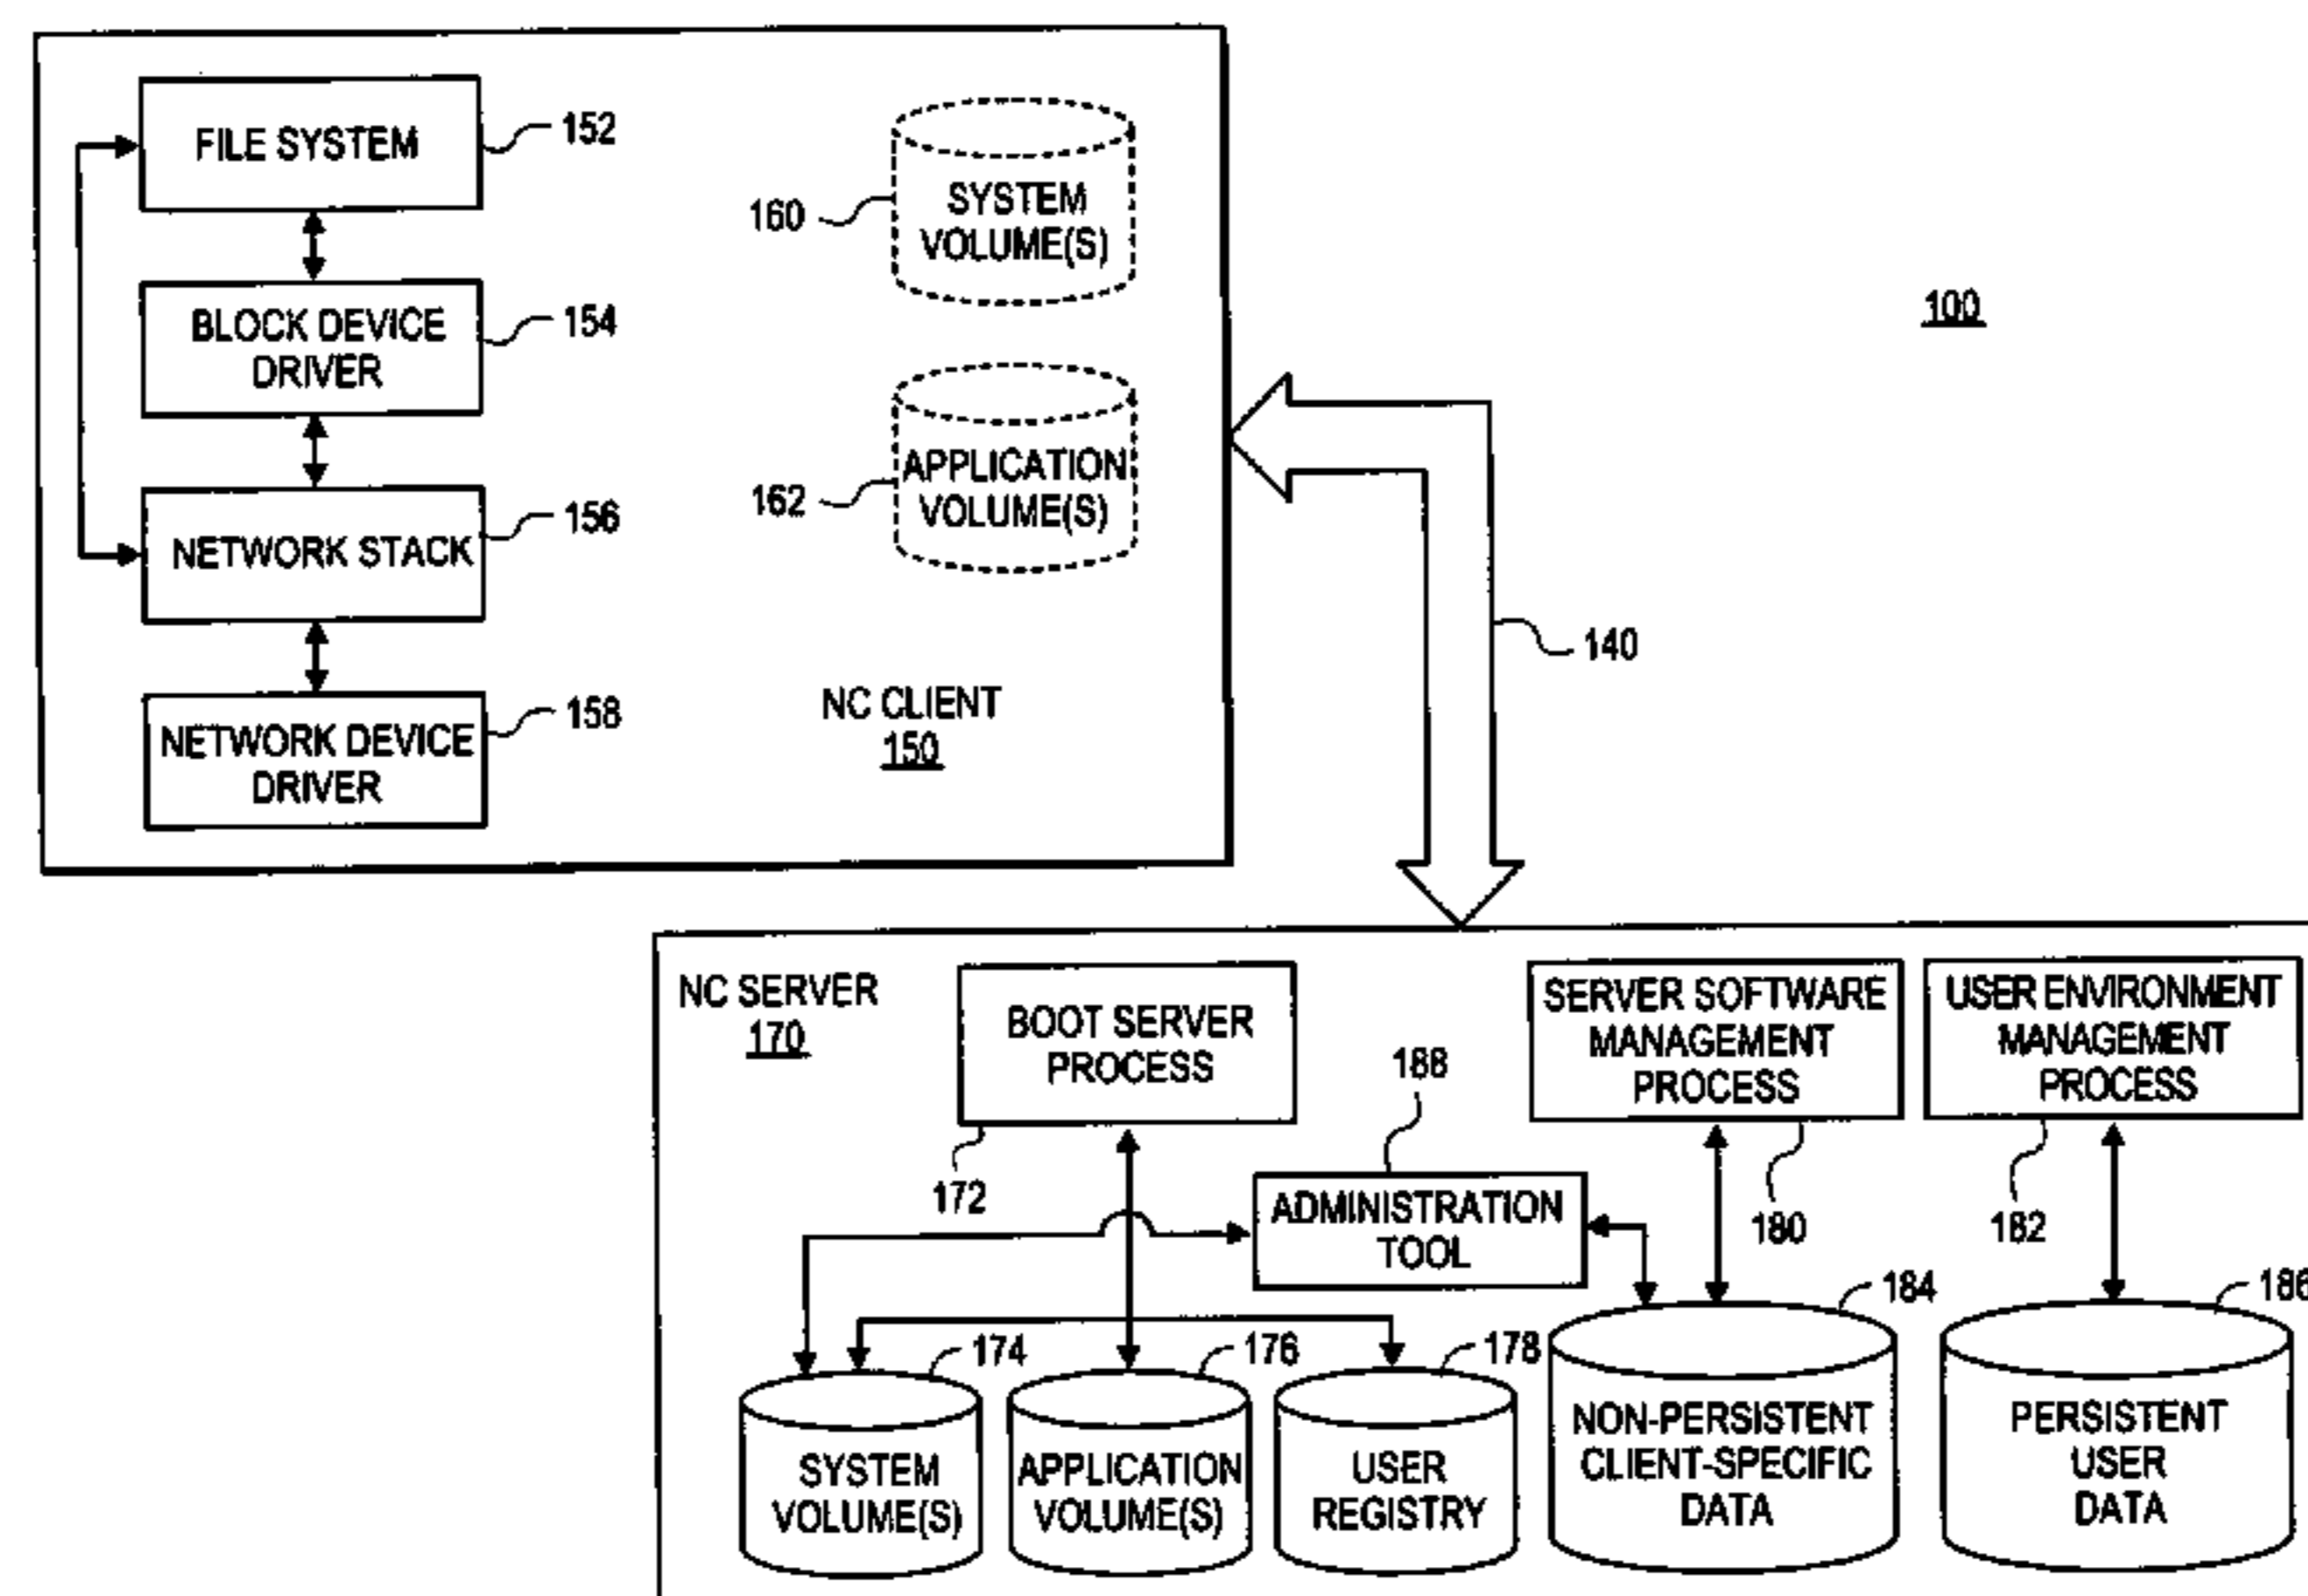 FILE SYSTEM
152
BLOCK DEVICE
DRIVER
154
NETWORK STACK
156
NETWORK DEVICE
DRIVER
158
160
SYSTEM
VOLUME(S)
162
APPLICATION
VOLUME(S)
NC CLIENT
150
100
140
NC SERVER
170
BOOT SERVER
PROCESS
172
188
ADMINISTRATION
TOOL
SERVER SOFTWARE
MANAGEMENT
PROCESS
180
USER ENVIRONMENT
MANAGEMENT
PROCESS
182
174
SYSTEM
VOLUME(S)
176
APPLICATION
VOLUME(S)
178
USER
REGISTRY
184
NON-PERSISTENT
CLIENT-SPECIFIC
DATA
186
PERSISTENT
USER
DATA